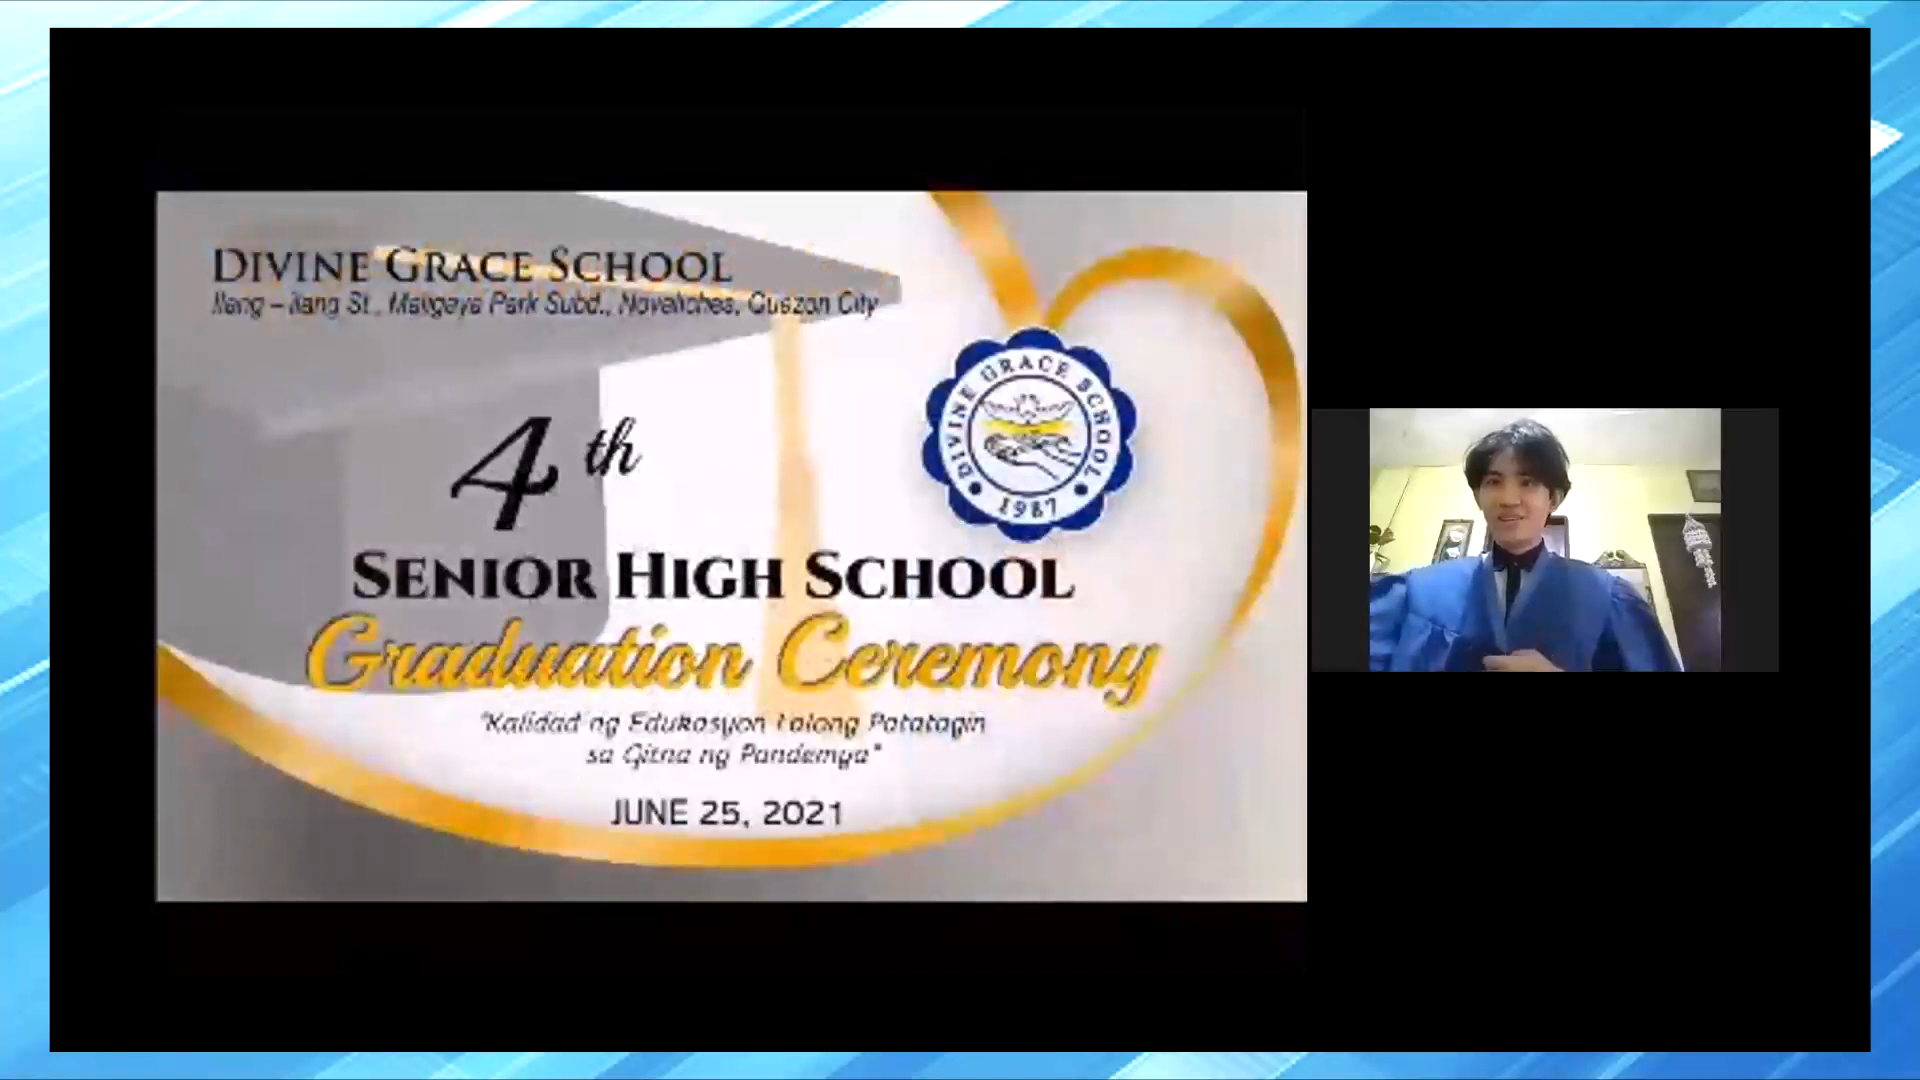 DIVINE GRACE SCHOOL
Ilang – Ilang St., Maligaya Park Subd., Novaliches, Quezon City
4th
SENIOR HIGH SCHOOL
Graduation Ceremony
"Kalidad ng Edukasyon Lalong Patatagin
sa Gitna ng Pandemya"
JUNE 25, 2021
DIVINE GRACE SCHOOL
1987